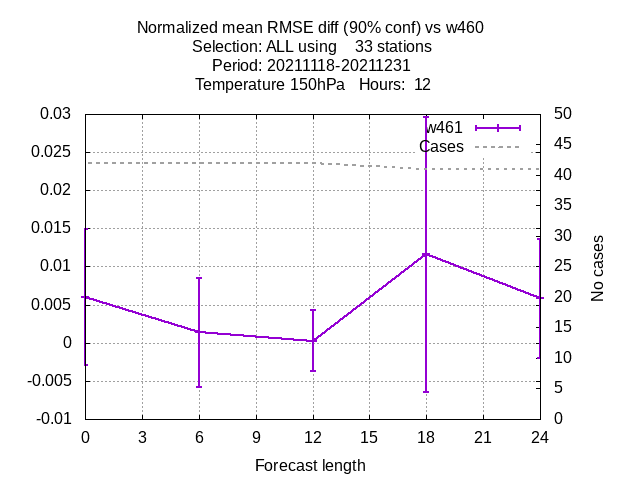 Normalized mean RMSE diff (90% conf) vs w460
Selection: ALL using    33 stations
Period: 20211118-20211231
Temperature 150hPa   Hours:  12
w461
Cases
0.03
0.025
0.02
0.015
0.01
0.005
0
-0.005
-0.01
50
45
40
35
30
25
20
15
10
5
0
No cases
0 3 6 9 12 15 18 21 24
Forecast length